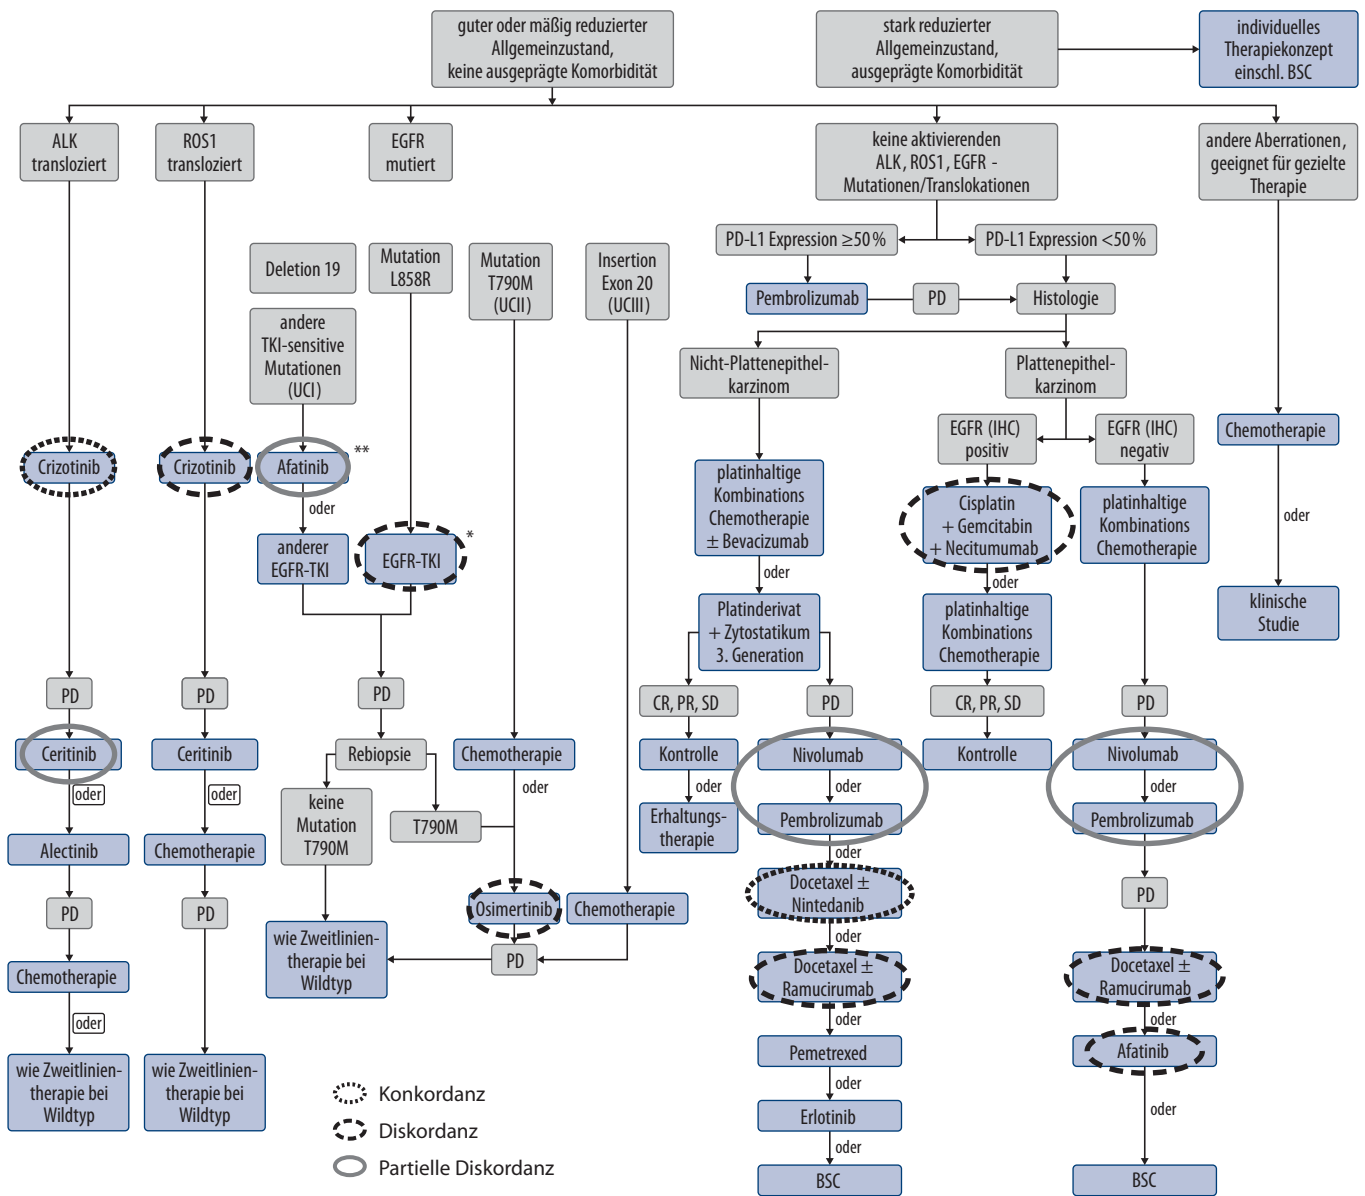 guter oder mäßig reduzierter
Allgemeinzustand,
keine ausgeprägte Komorbidität
stark reduzierter
Allgemeinzustand,
ausgeprägte Komorbidität
individuelles
Therapiekonzept
einschl. BSC
ALK
transloziert
ROS1
transloziert
EGFR
mutiert
keine aktivierenden
ALK, ROS1, EGFR -
Mutationen/Translokationen
andere Aberrationen,
geeignet für gezielte
Therapie
PD-L1 Expression ≥50 %
PD-L1 Expression <50 %
Deletion 19
Mutation
L858R
Mutation
T790M
(UCII)
Insertion
Exon 20
(UCIII)
Pembrolizumab
PD
Histologie
andere
TKI-sensitive
Mutationen
(UCI)
Nicht-Plattenepithel-
karzinom
Plattenepithel-
karzinom
EGFR (IHC)
positiv
EGFR (IHC)
negativ
Chemotherapie
Crizotinib
Crizotinib
Afatinib
**
oder
anderer
EGFR-TKI
EGFR-TKI
*
platinhaltige
Kombinations
Chemotherapie
± Bevacizumab
Cisplatin
+ Gemcitabin
+ Necitumumab
platinhaltige
Kombinations
Chemotherapie
oder
oder
oder
Platinderivat
+ Zytostatikum
3. Generation
platinhaltige
Kombinations
Chemotherapie
klinische
Studie
PD
PD
PD
CR, PR, SD
PD
CR, PR, SD
PD
Ceritinib
Ceritinib
Rebiopsie
Chemotherapie
Kontrolle
Nivolumab
Kontrolle
Nivolumab
oder
oder
oder
oder
oder
oder
keine
Mutation
T790M
T790M
Erhaltungs-
therapie
Pembrolizumab
Pembrolizumab
Alectinib
Chemotherapie
oder
Docetaxel ±
Nintedanib
PD
PD
PD
Osimertinib
Chemotherapie
wie Zweitlinien-
therapie bei
Wildtyp
PD
oder
Chemotherapie
Docetaxel ±
Ramucirumab
Docetaxel ±
Ramucirumab
oder
oder
oder
wie Zweitlinien-
therapie bei
Wildtyp
wie Zweitlinien-
therapie bei
Wildtyp
Pemetrexed
Afatinib
oder
Erlotinib
oder
oder
BSC
BSC
Konkordanz
Diskordanz
Partielle Diskordanz